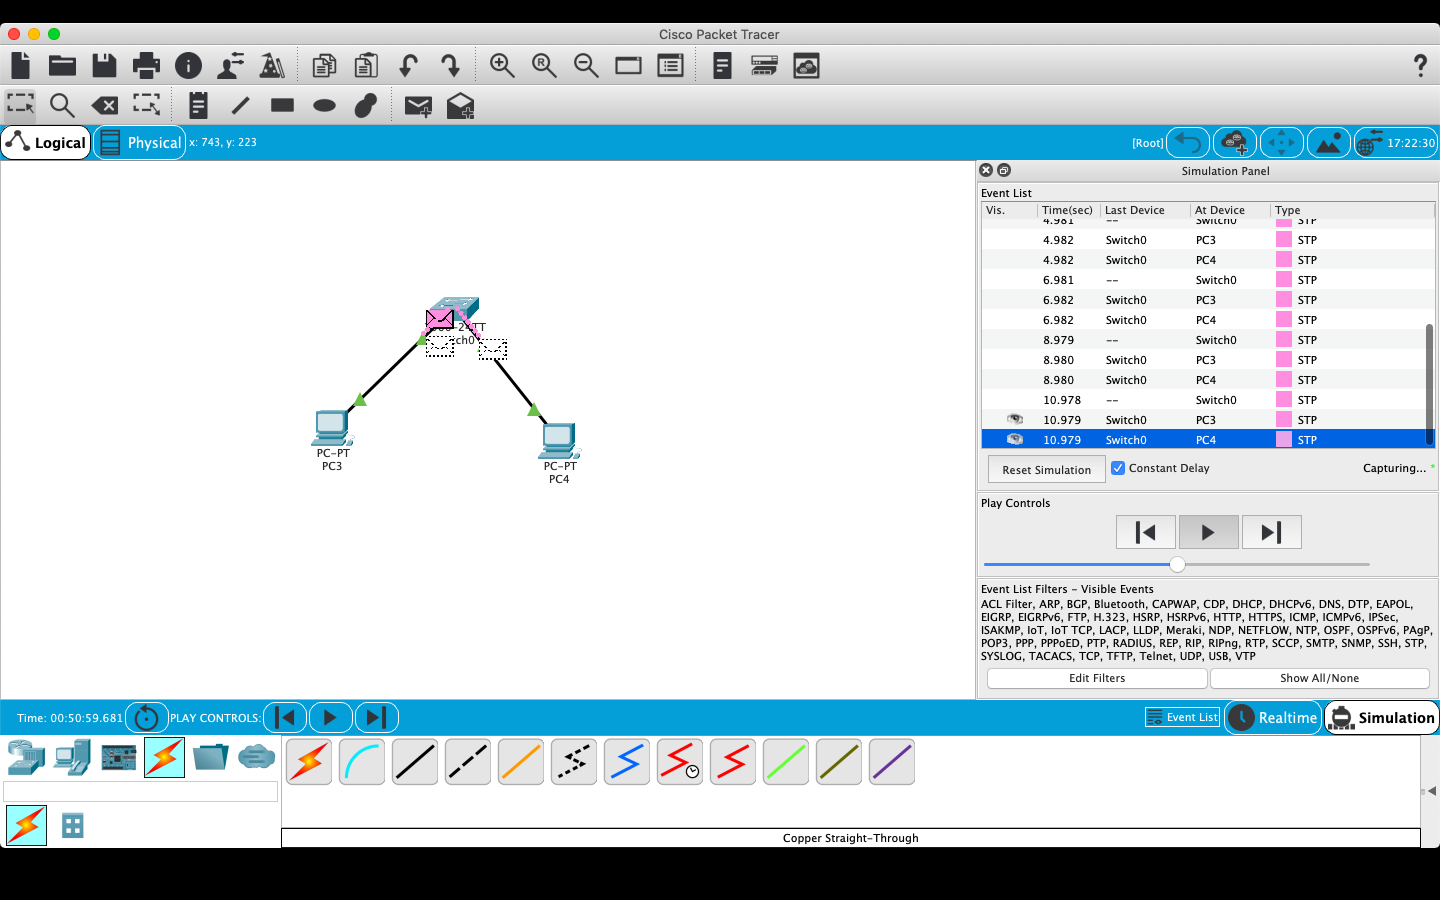 Cisco Packet Tracer
?
Logical
Physical
x: 743, y: 223
[Root]
17:22:30
Simulation Panel
Event List
Vis. Time(sec) Last Device At Device Type
4.981 -- Switch0 STP
4.982 Switch0 PC3 STP
4.982 Switch0 PC4 STP
6.981 -- Switch0 STP
6.982 Switch0 PC3 STP
6.982 Switch0 PC4 STP
8.979 -- Switch0 STP
8.980 Switch0 PC3 STP
8.980 Switch0 PC4 STP
10.978 -- Switch0 STP
10.979 Switch0 PC3 STP
10.979 Switch0 PC4 STP
Reset Simulation
Constant Delay
Capturing... *
Play Controls
Event List Filters - Visible Events
ACL Filter, ARP, BGP, Bluetooth, CAPWAP, CDP, DHCP, DHCPv6, DNS, DTP, EAPOL,
EIGRP, EIGRPv6, FTP, H.323, HSRP, HSRPv6, HTTP, HTTPS, ICMP, ICMPv6, IPSec,
ISAKMP, IoT, IoT TCP, LACP, LLDP, Meraki, NDP, NETFLOW, NTP, OSPF, OSPFv6, PAgP,
POP3, PPP, PPPoED, PTP, RADIUS, REP, RIP, RIPng, RTP, SCCP, SMTP, SNMP, SSH, STP,
SYSLOG, TACACS, TCP, TFTP, Telnet, UDP, USB, VTP
Edit Filters
Show All/None
PC-PT
PC3
PC-PT
PC4
Time: 00:50:59.681
PLAY CONTROLS:
Event List
Realtime
Simulation
Copper Straight-Through